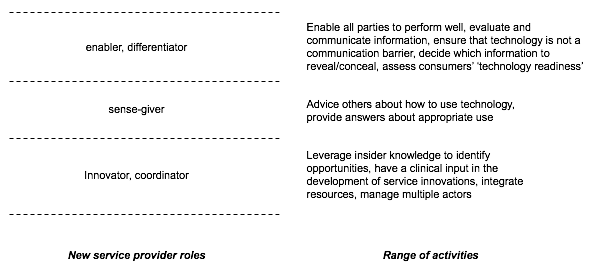 enabler, differentiator
Enable all parties to perform well, evaluate and
communicate information, ensure that technology is not a
communication barrier, decide which information to
reveal/conceal, assess consumers' 'technology readiness'
sense-giver
Advice others about how to use technology,
provide answers about appropriate use
Innovator, coordinator
Leverage insider knowledge to identify
opportunities, have a clinical input in the
development of service innovations, integrate
resources, manage multiple actors
New service provider roles
Range of activities